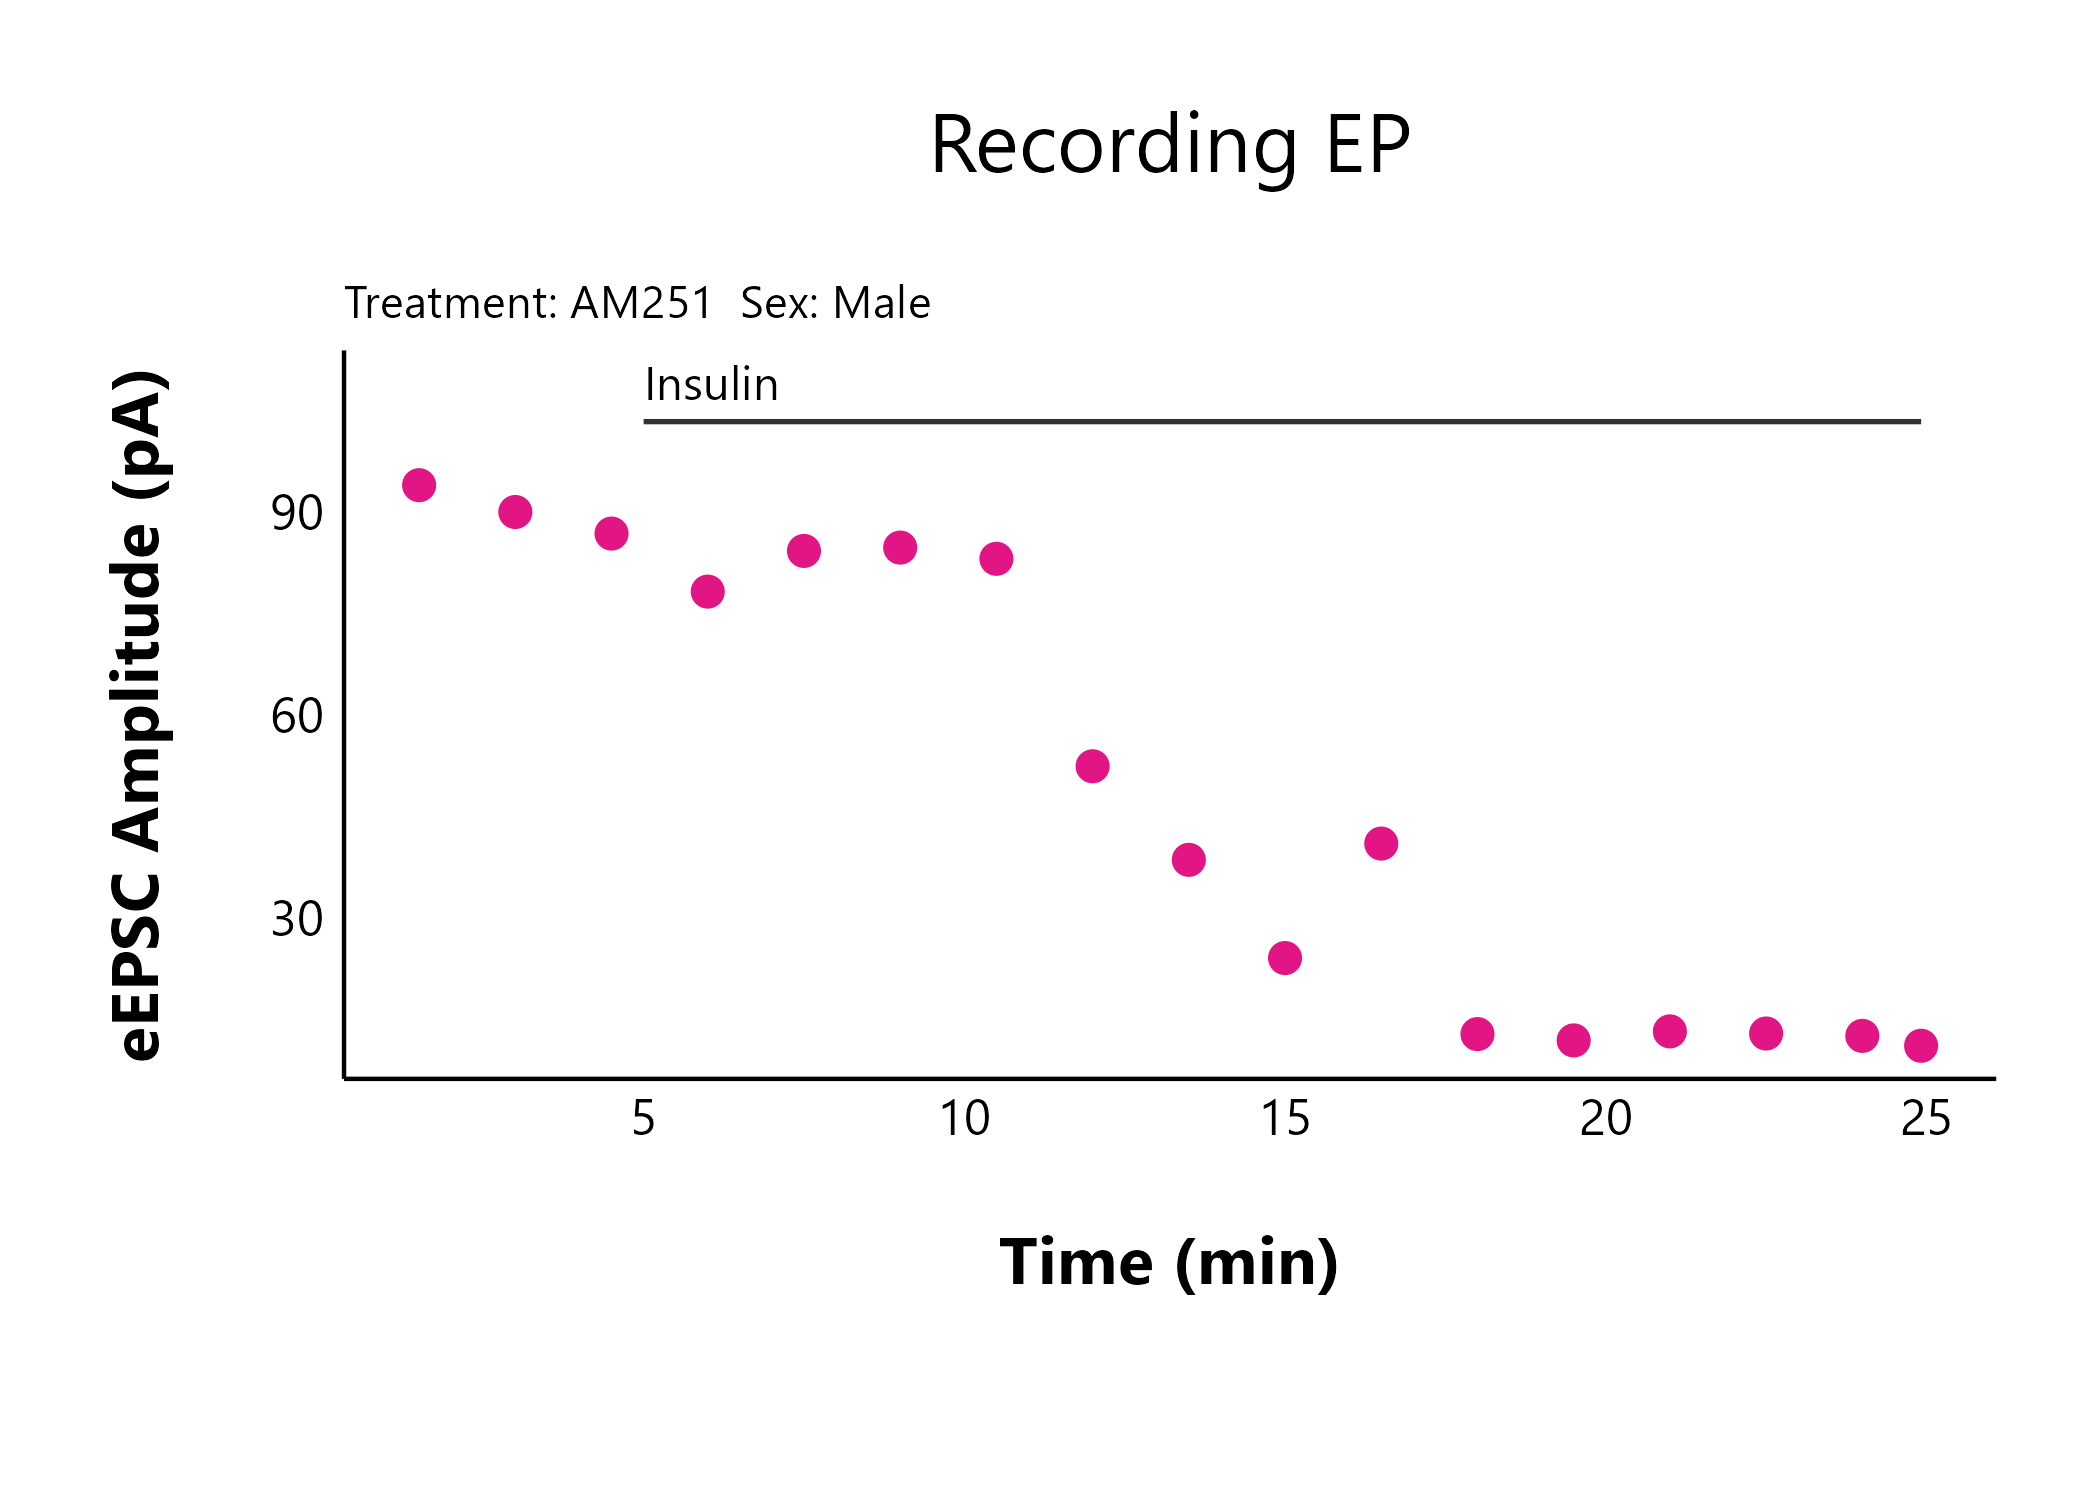 Recording EP
Treatment: AM251  Sex: Male
Insulin
eEPSC Amplitude (pA)
90
60
30
5 10 15 20 25
Time (min)